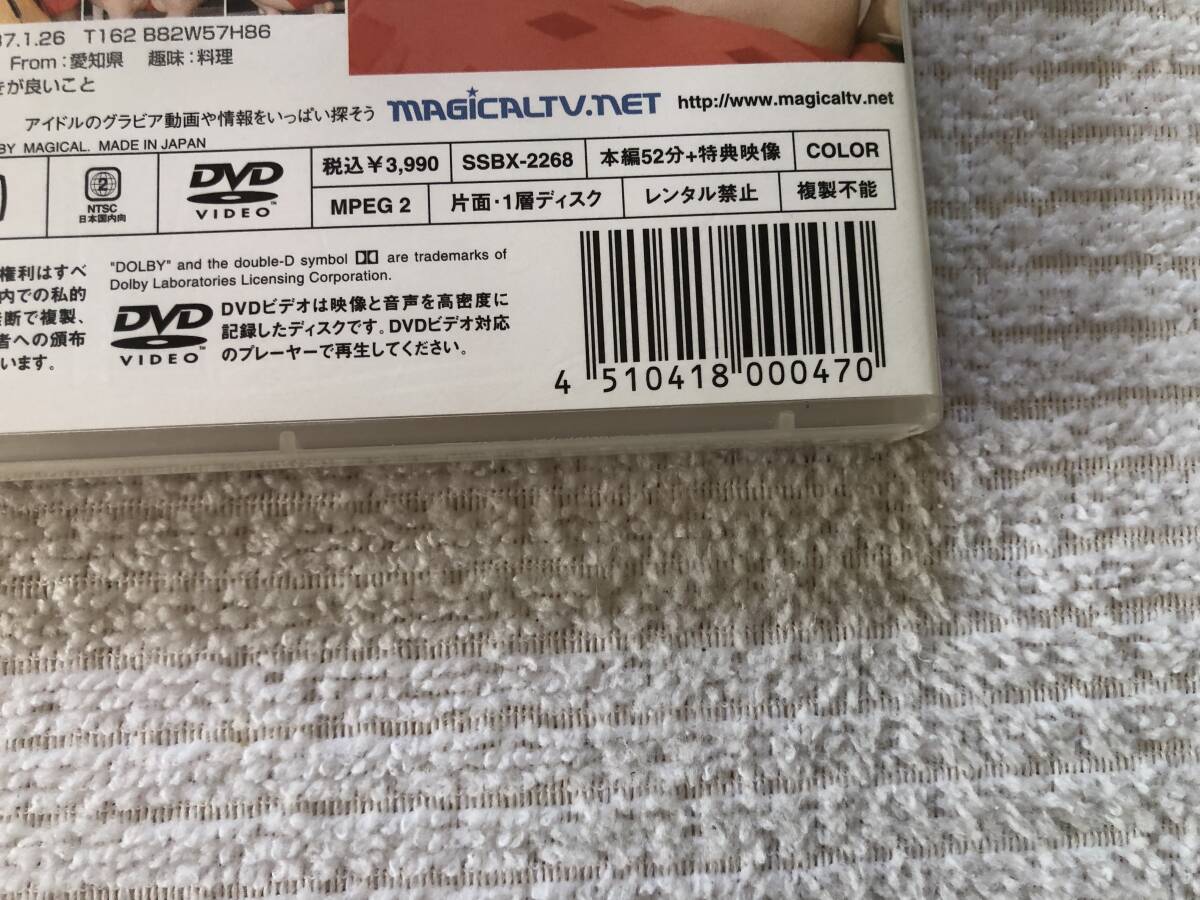 7.1.26 T162 B82W57H86
From：愛知県 趣味：料理
が良いこと
アイドルのグラビア動画や情報をいっぱい探そう MAGICALTV.NET http://www.magicaltv.net
BY MAGICAL. MADE IN JAPAN
2 NTSC 日本国内向
DVD VIDEO™
税込￥3,990 SSBX-2268 本編52分+特典映像 COLOR
MPEG 2 片面・1層ディスク レンタル禁止 複製不能
権利はすべ
内での私的
断で複製、
者への頒布
います。
"DOLBY" and the double-D symbol are trademarks of
Dolby Laboratories Licensing Corporation.
DVD VIDEO™
DVDビデオは映像と音声を高密度に
記録したディスクです。DVDビデオ対応
のプレーヤーで再生してください。
4 510418 000470